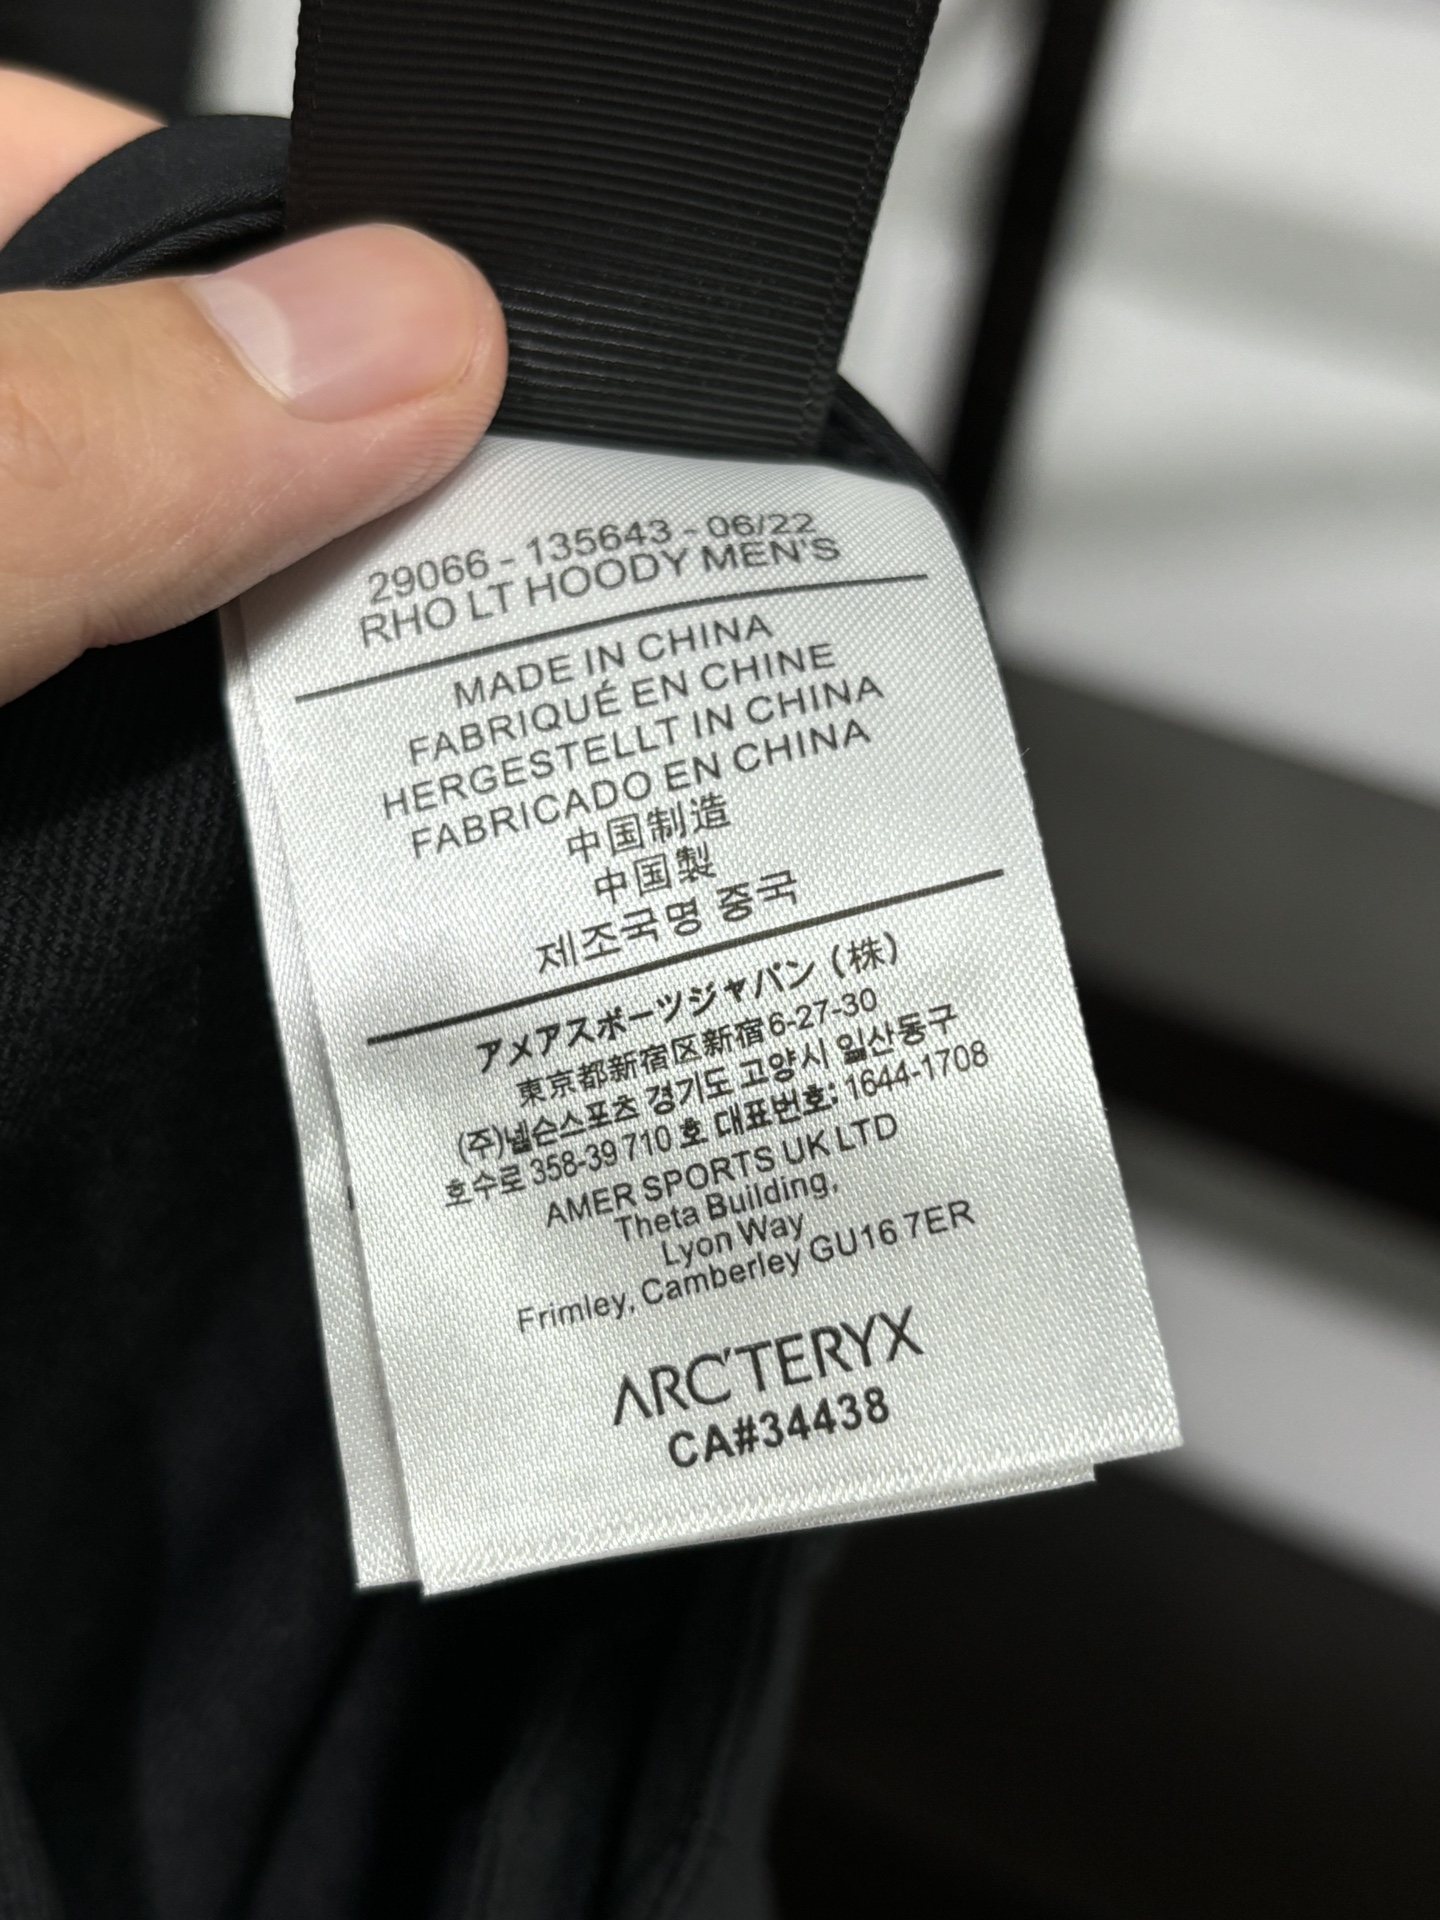 29066 - 135643 - 06/22
RHO LT HOODY MEN'S
MADE IN CHINA
FABRIQUÉ EN CHINE
HERGESTELLT IN CHINA
FABRICADO EN CHINA
中国制造
中国製
제조국명 중국
アメアスポーツジャパン（株）
東京都新宿区新宿6-27-30
(주)넬슨스포츠 경기도 고양시 일산동구
호수로 358-39 710 호 대표번호: 1644-1708
AMER SPORTS UK LTD
Theta Building,
Lyon Way
Frimley, Camberley GU16 7ER
ARC'TERYX
CA#34438